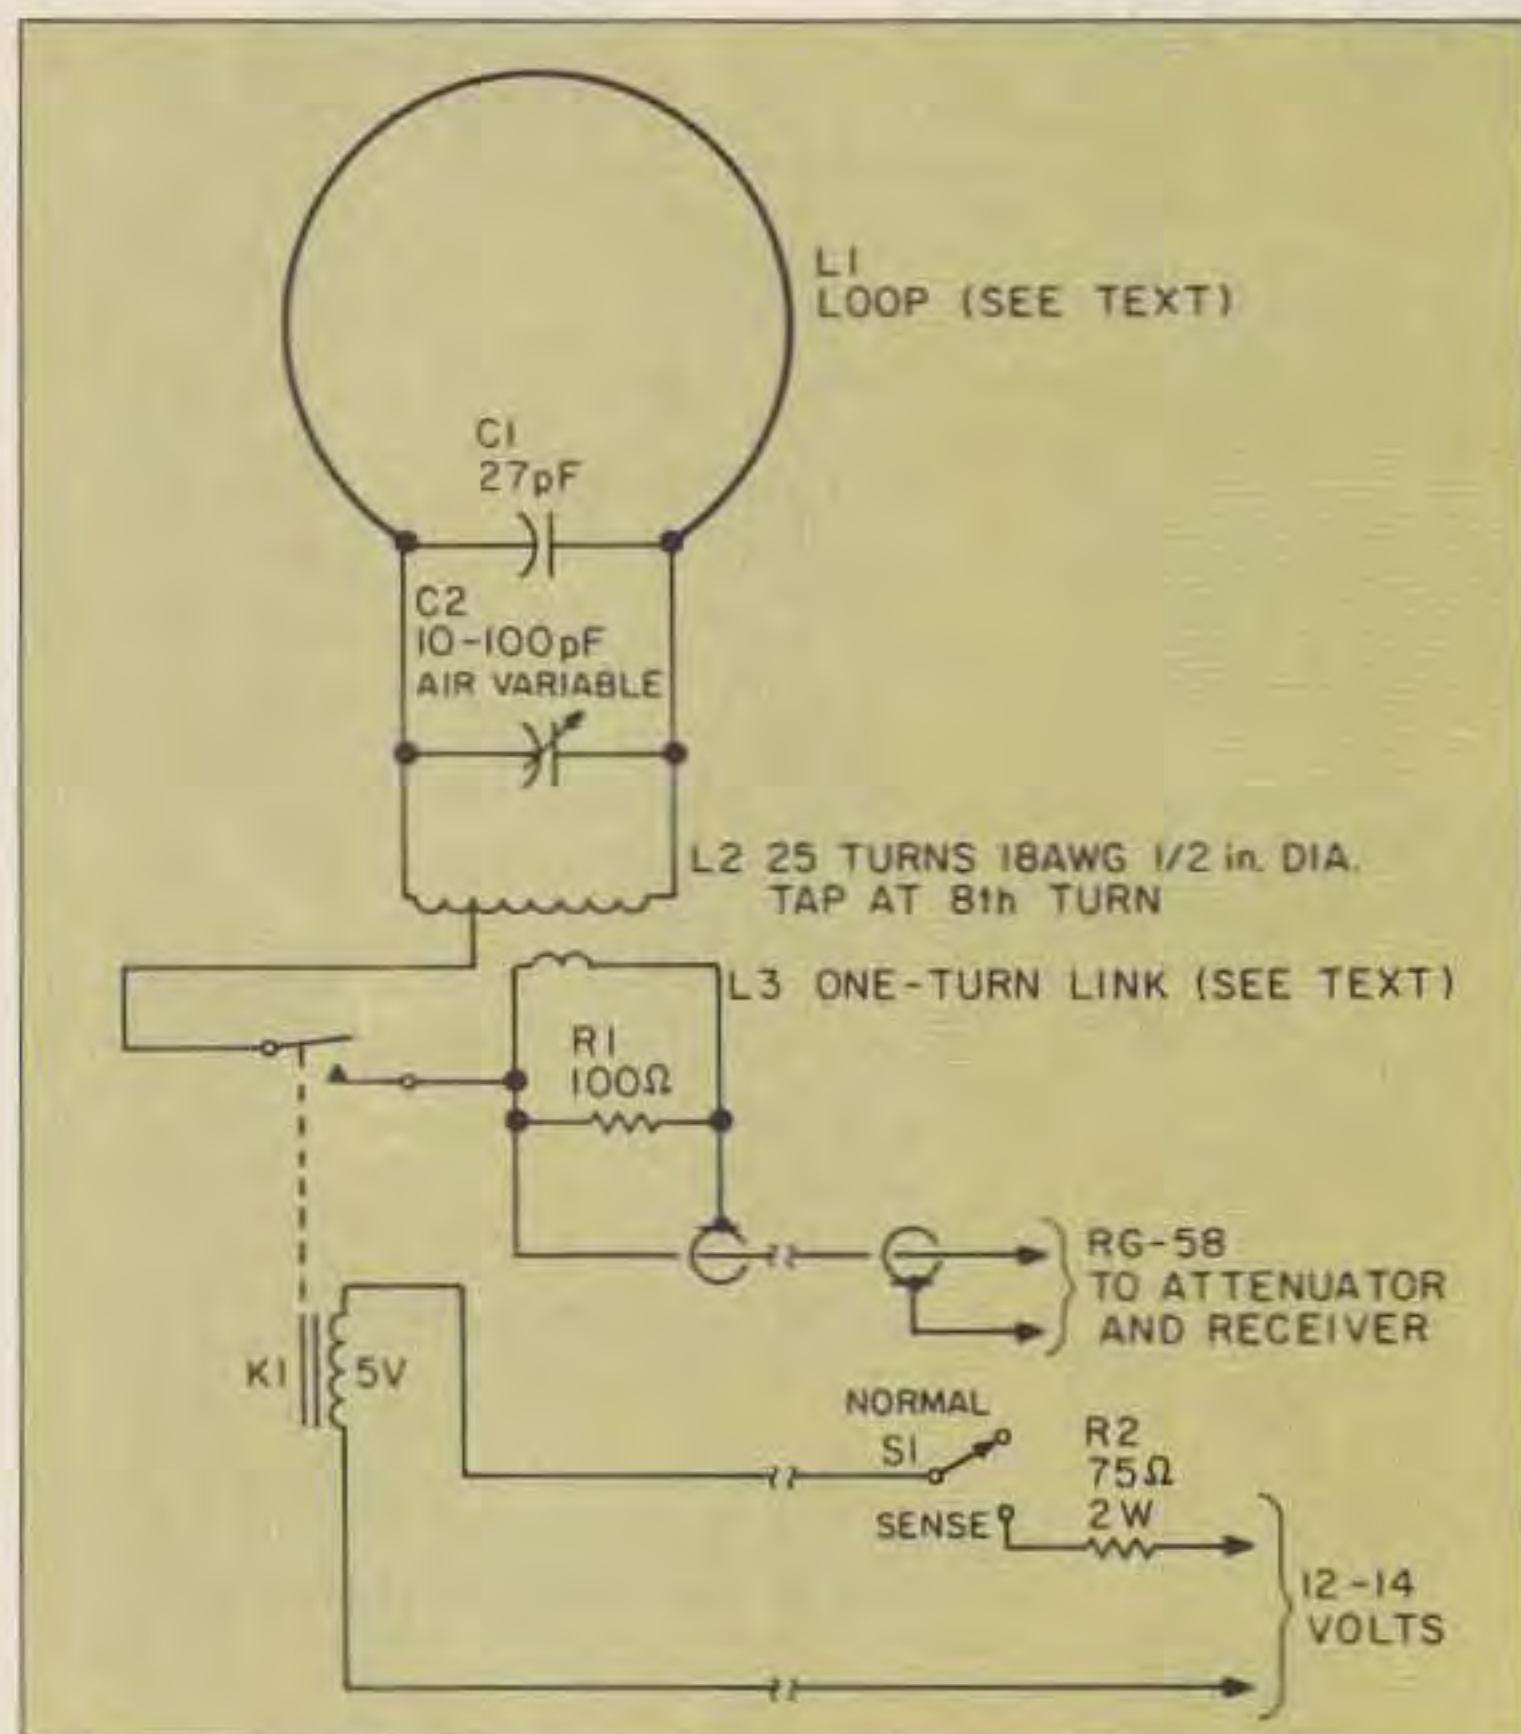 L1
LOOP (SEE TEXT)
C1
27pF
C2
10-100pF
AIR VARIABLE
L2 25 TURNS 18AWG 1/2 in. DIA.
TAP AT 8th TURN
L3 ONE-TURN LINK (SEE TEXT)
R1
100Ω
RG-58
TO ATTENUATOR
AND RECEIVER
K1
5V
NORMAL
S1
R2
75Ω
2W
SENSE
12-14
VOLTS